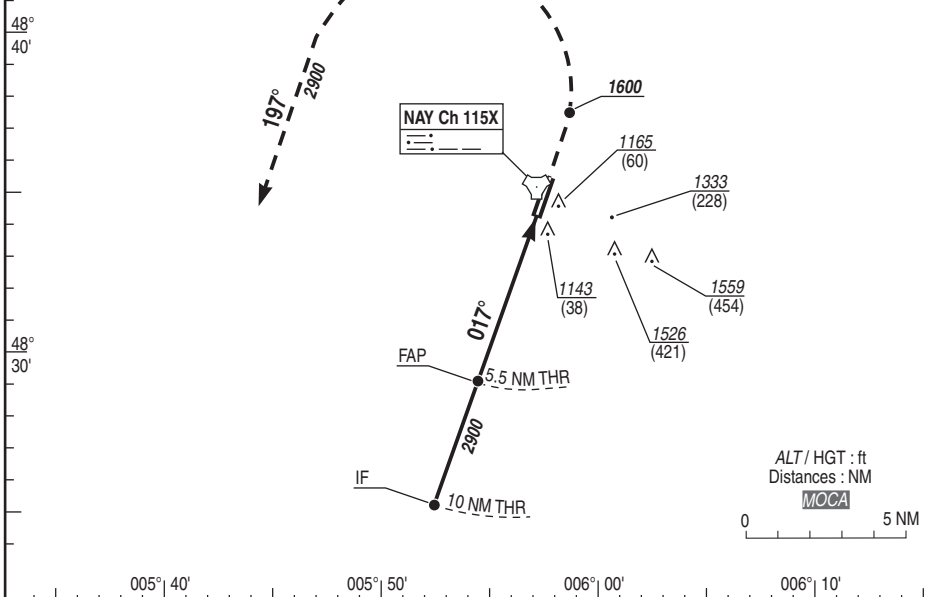 48°
40'
197°
2900
1600
NAY Ch 115X
1165
(60)
1333
(228)
1143
(38)
1559
(454)
1526
(421)
017°
48°
30'
FAP
5.5 NM THR
2900
IF
10 NM THR
ALT / HGT : ft
Distances : NM
MOCA
0
5 NM
005° 40'
005° 50'
006° 00'
006° 10'